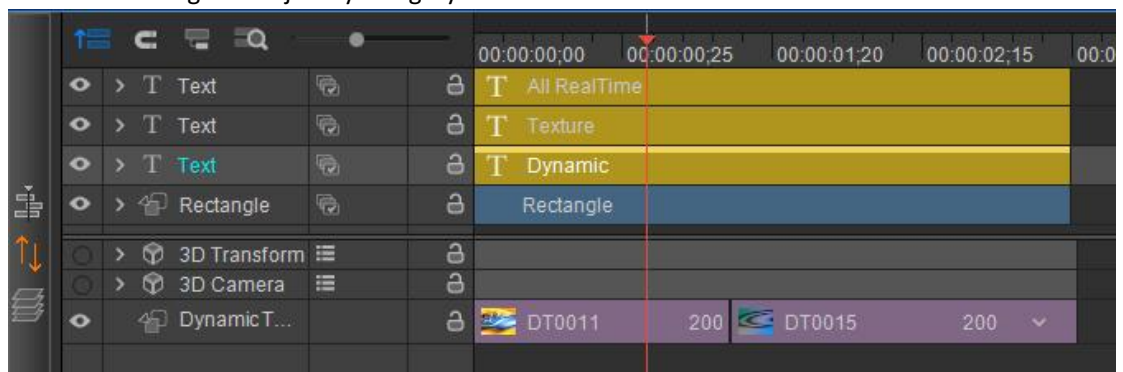 00:00:00;00 00:00:00;25 00:00:01;20 00:00:02;15 00:0
Text T All RealTime
Text T Texture
Text T Dynamic
Rectangle Rectangle
3D Transform
3D Camera
DynamicT... DT0011 200 DT0015 200